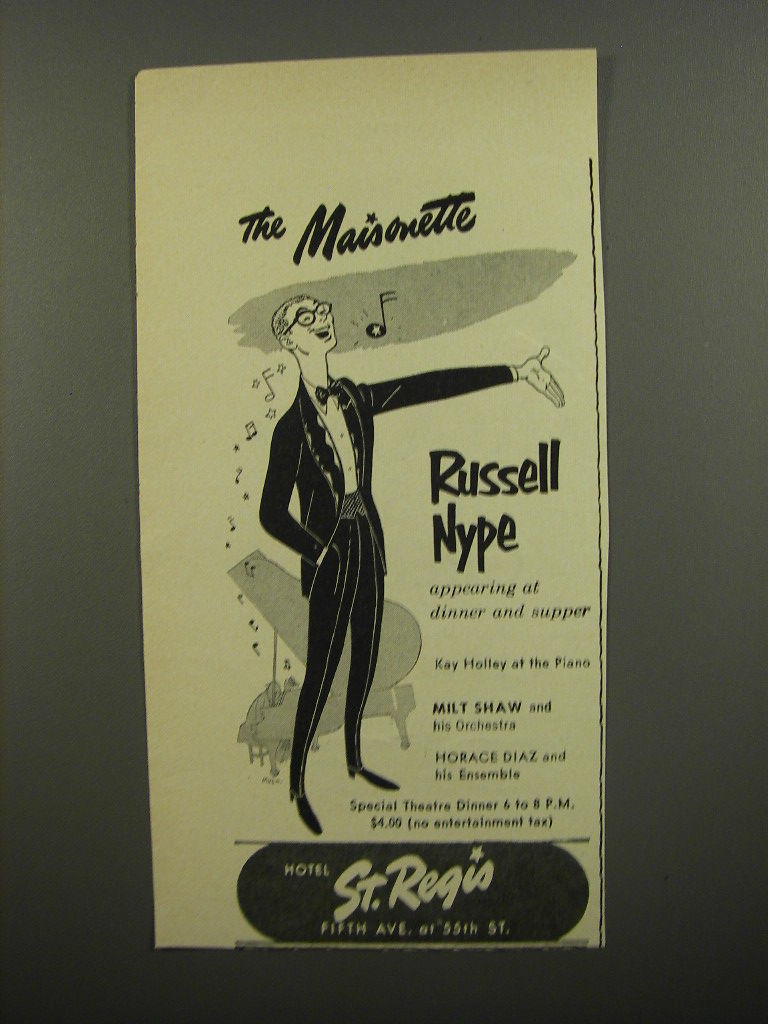 The Maisonette
Russell
Nype
appearing at
dinner and supper
Kay Holley at the Piano
MILT SHAW and
his Orchestra
HORACE DIAZ and
his Ensemble
Special Theatre Dinner 6 to 8 P.M.
$4.00 (no entertainment tax)
HOTEL St. Regis
FIFTH AVE. at 55th ST.